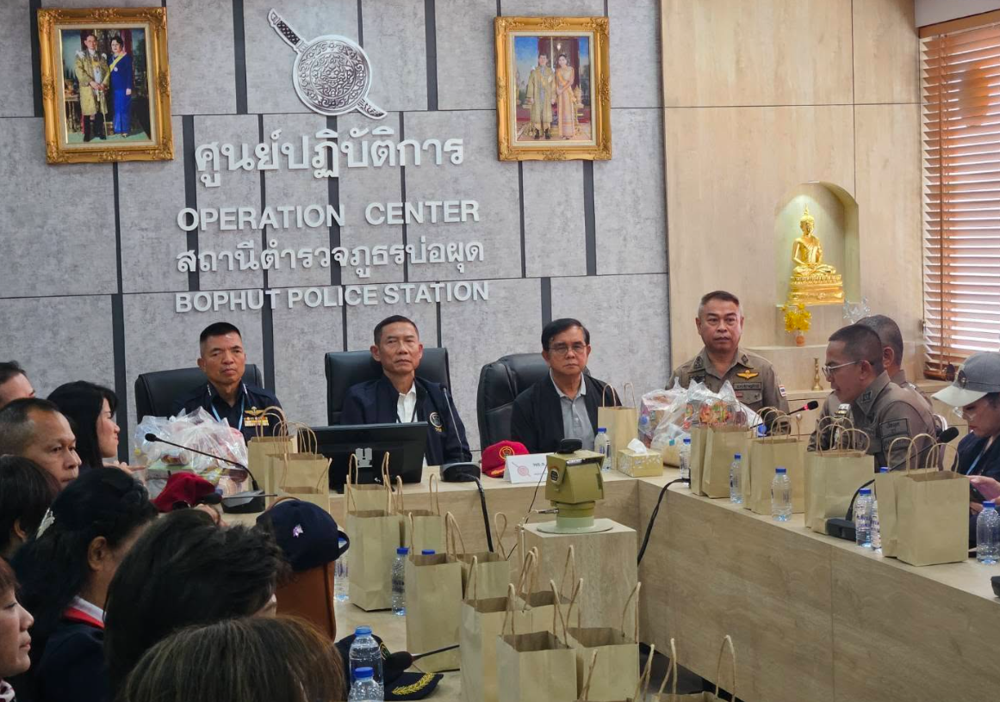 ศูนย์ปฏิบัติการ
OPERATION CENTER
สถานีตำรวจภูธรบ่อผุด
BOPHUT POLICE STATION